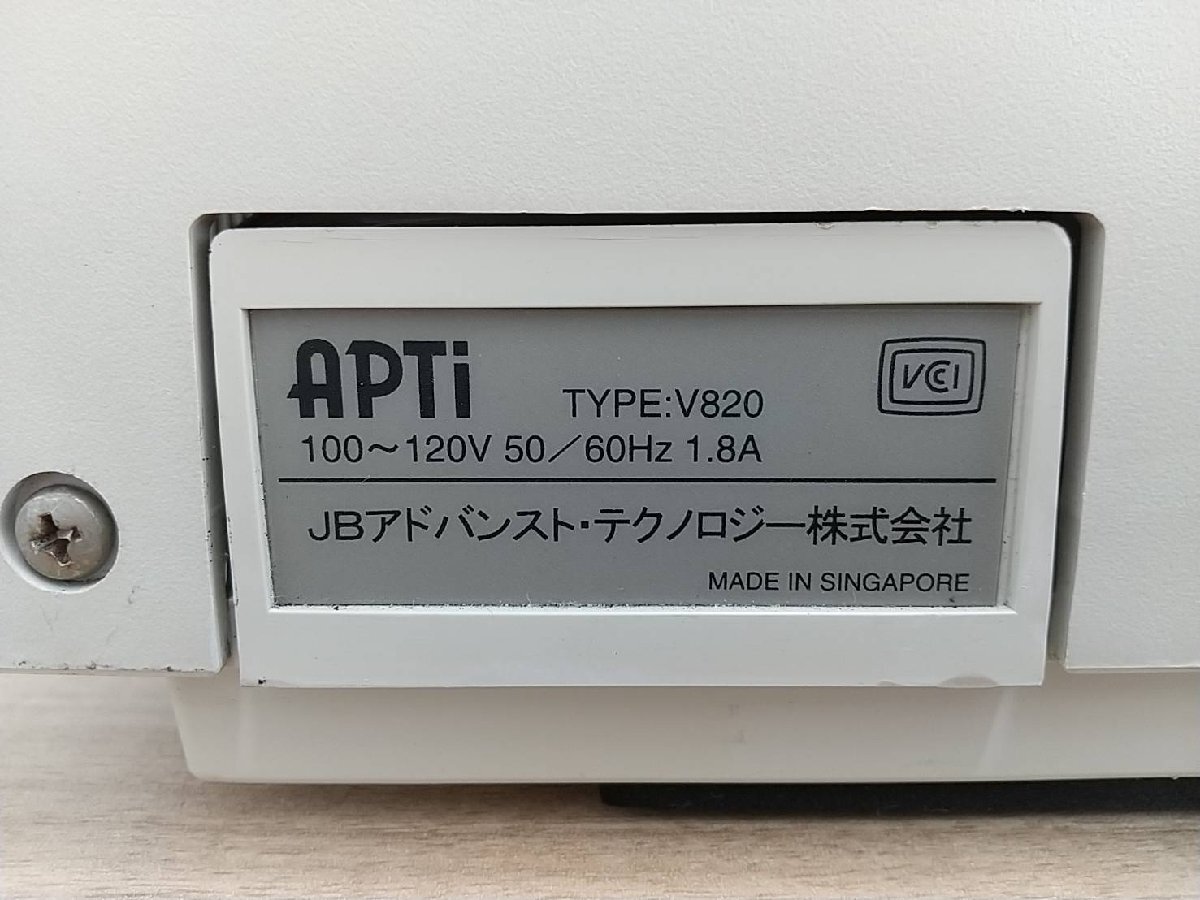 APTi
TYPE:V820
VCCI
100～120V 50／60Hz 1.8A
JBアドバンスト・テクノロジー株式会社
MADE IN SINGAPORE